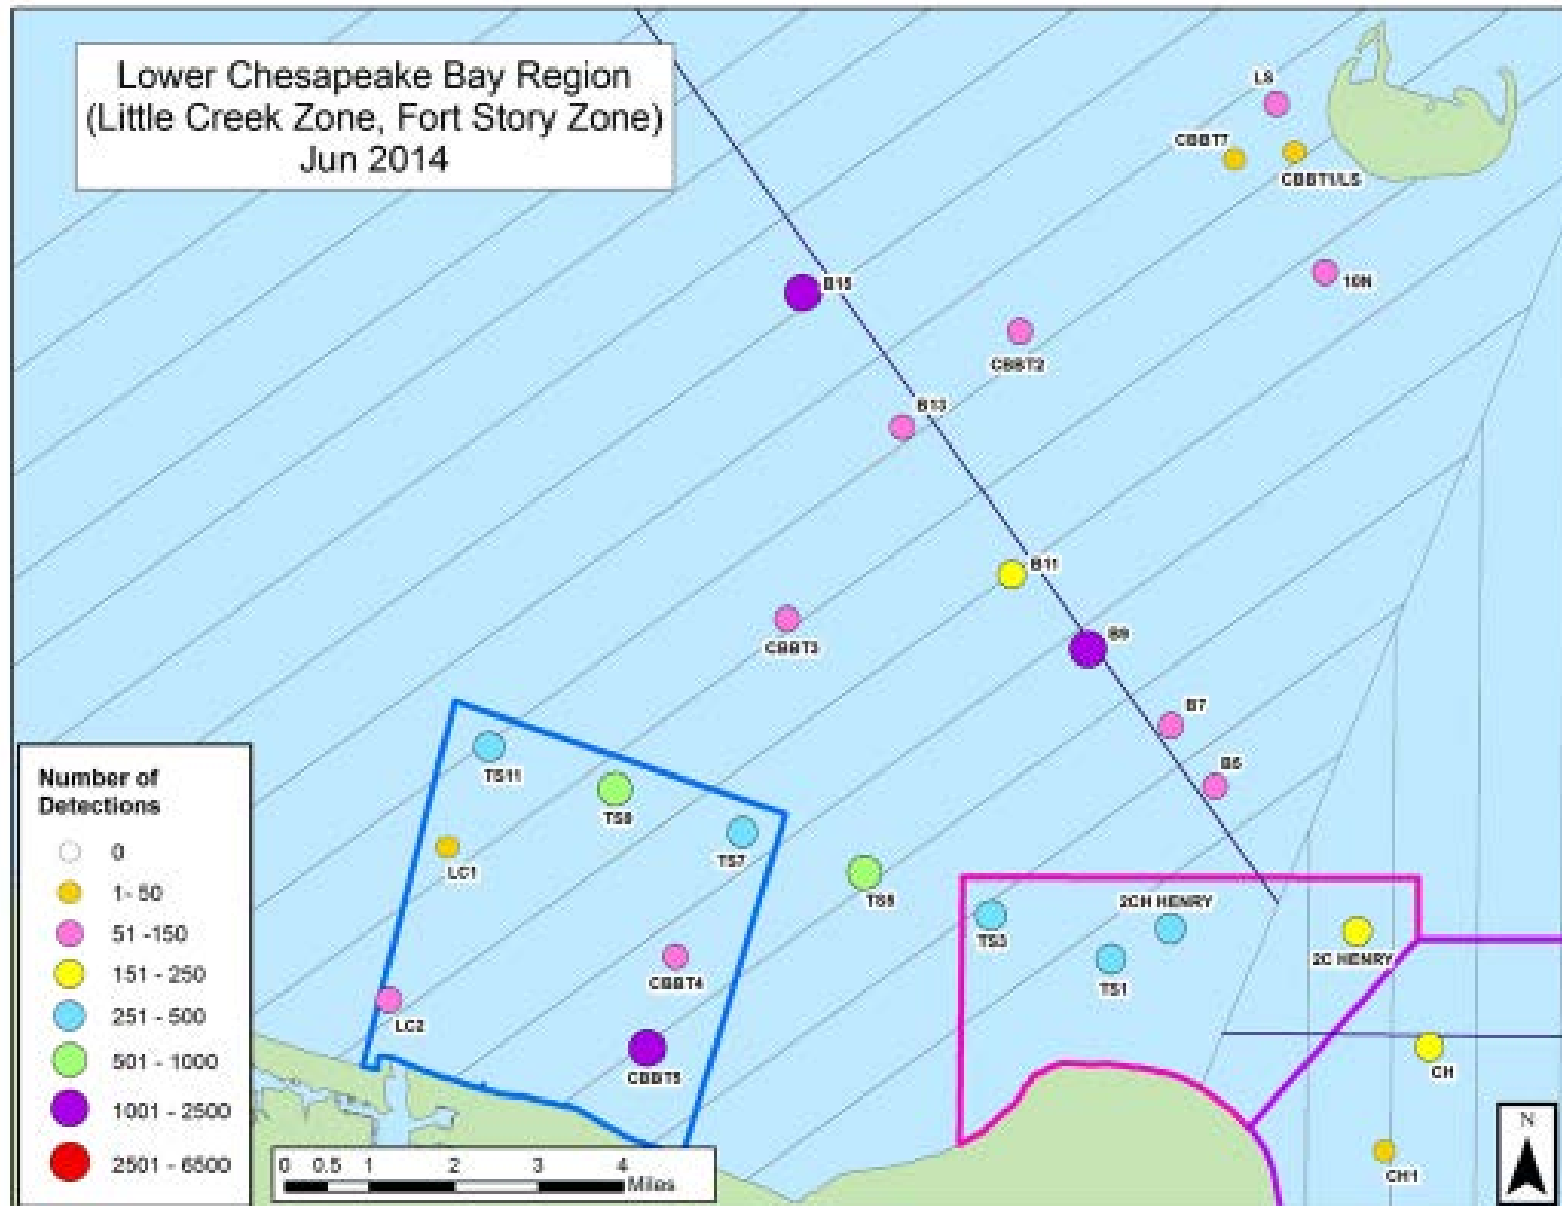 Lower Chesapeake Bay Region
(Little Creek Zone, Fort Story Zone)
Jun 2014
LS
CBBT7
CBBT1/LS
10N
B15
CBBT2
B13
B11
CBBT3
B9
B7
B5
TS11
TS9
TS7
LC1
TS5
2CH HENRY
TS3
TS1
2C HENRY
CBBT4
LC2
CBBT5
CH
CH1
Number of
Detections
0
1- 50
51 -150
151 - 250
251 - 500
501 - 1000
1001 - 2500
2501 - 6500
0 0.5 1 2 3 4
Miles
N